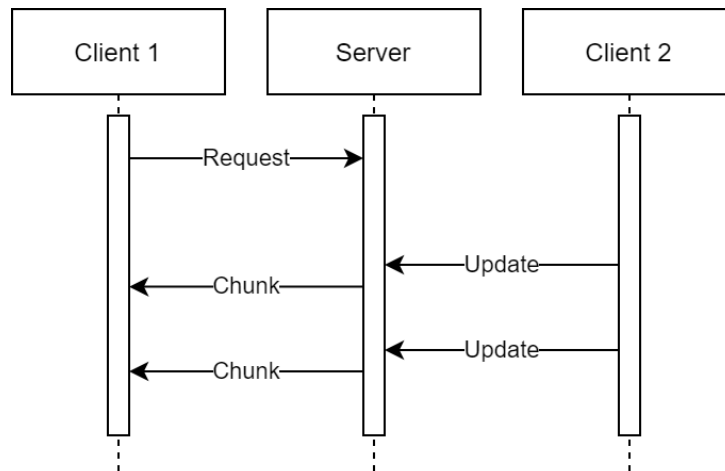 Client 1
Server
Client 2
Request
Update
Chunk
Update
Chunk